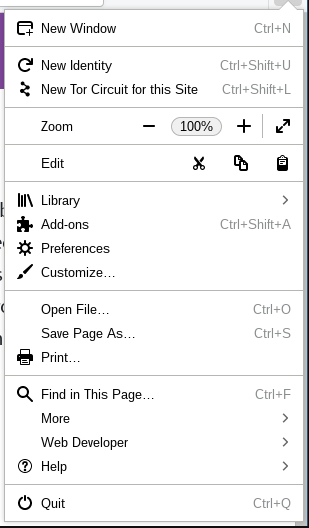 New Window Ctrl+N
New Identity Ctrl+Shift+U
New Tor Circuit for this Site Ctrl+Shift+L
Zoom 100%
Edit
Library
Add-ons Ctrl+Shift+A
Preferences
Customize…
Open File… Ctrl+O
Save Page As… Ctrl+S
Print…
Find in This Page… Ctrl+F
More
Web Developer
Help
Quit Ctrl+Q